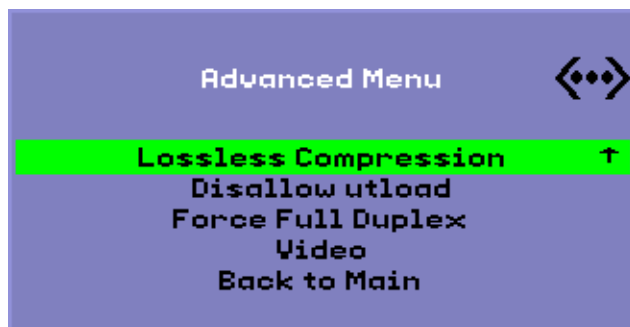 Advanced Menu
Lossless Compression ↑
Disallow utload
Force Full Duplex
Video
Back to Main